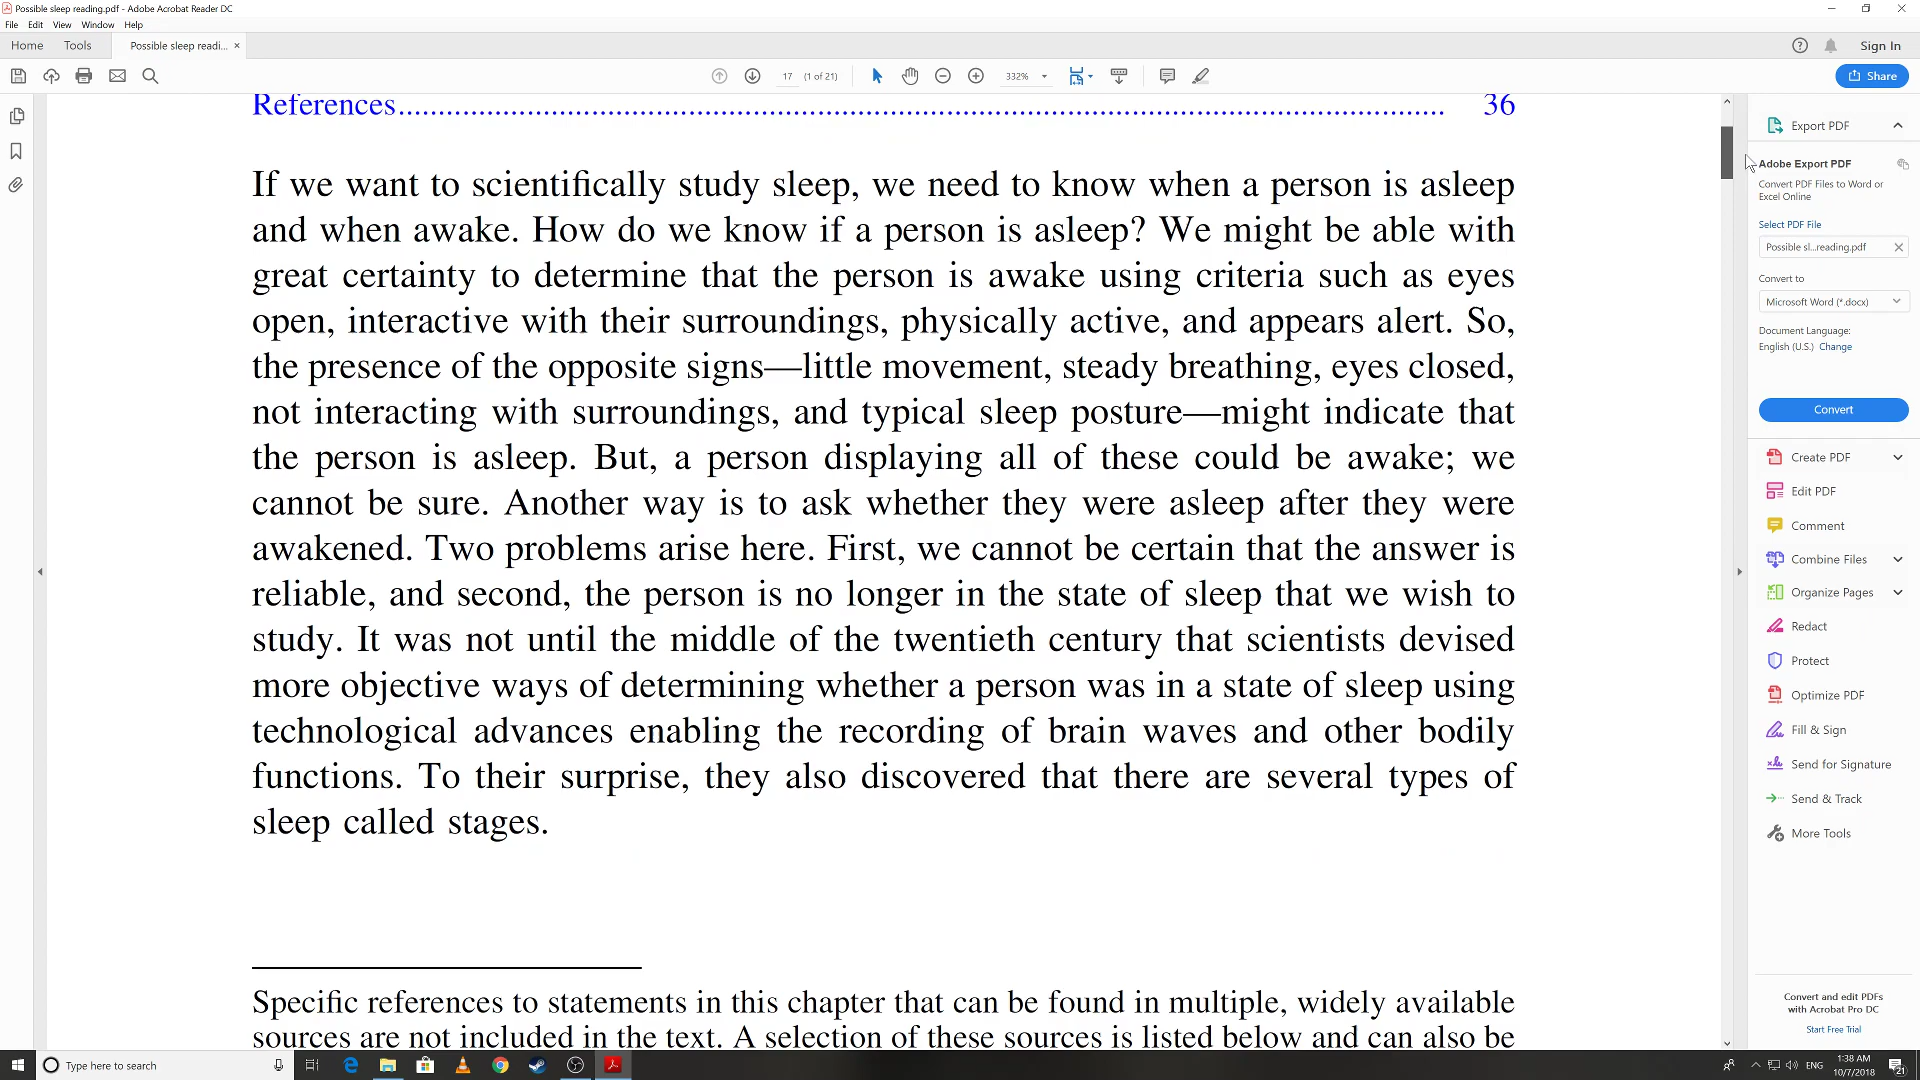 Possible sleep reading.pdf - Adobe Acrobat Reader DC
File Edit View Window Help
Home Tools Possible sleep readi... × Sign In
17 (1 of 21) 332% Share
References 36
If we want to scientifically study sleep, we need to know when a person is asleep
and when awake. How do we know if a person is asleep? We might be able with
great certainty to determine that the person is awake using criteria such as eyes
open, interactive with their surroundings, physically active, and appears alert. So,
the presence of the opposite signs—little movement, steady breathing, eyes closed,
not interacting with surroundings, and typical sleep posture—might indicate that
the person is asleep. But, a person displaying all of these could be awake; we
cannot be sure. Another way is to ask whether they were asleep after they were
awakened. Two problems arise here. First, we cannot be certain that the answer is
reliable, and second, the person is no longer in the state of sleep that we wish to
study. It was not until the middle of the twentieth century that scientists devised
more objective ways of determining whether a person was in a state of sleep using
technological advances enabling the recording of brain waves and other bodily
functions. To their surprise, they also discovered that there are several types of
sleep called stages.
Specific references to statements in this chapter that can be found in multiple, widely available
sources are not included in the text. A selection of these sources is listed below and can also be
Export PDF
Adobe Export PDF
Convert PDF Files to Word or
Excel Online
Select PDF File
Possible sl...reading.pdf
Convert to
Microsoft Word (*.docx)
Document Language:
English (U.S.) Change
Convert
Create PDF
Edit PDF
Comment
Combine Files
Organize Pages
Redact
Protect
Optimize PDF
Fill & Sign
Send for Signature
Send & Track
More Tools
Convert and edit PDFs
with Acrobat Pro DC
Start Free Trial
Type here to search
ENG
1:38 AM
10/7/2018
21